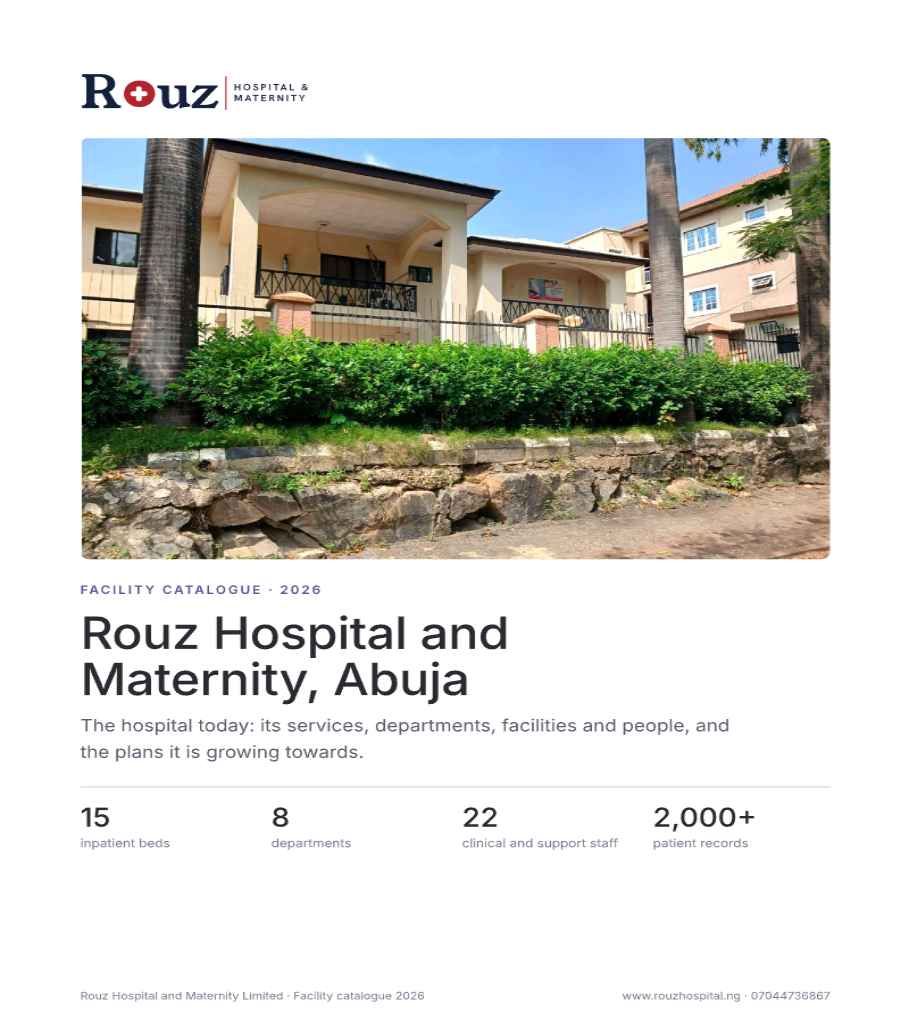 Rouz
HOSPITAL &
MATERNITY
FACILITY CATALOGUE · 2026
Rouz Hospital and
Maternity, Abuja
The hospital today: its services, departments, facilities and people, and
the plans it is growing towards.
15
inpatient beds
8
departments
22
clinical and support staff
2,000+
patient records
Rouz Hospital and Maternity Limited · Facility catalogue 2026
www.rouzhospital.ng · 07044736867